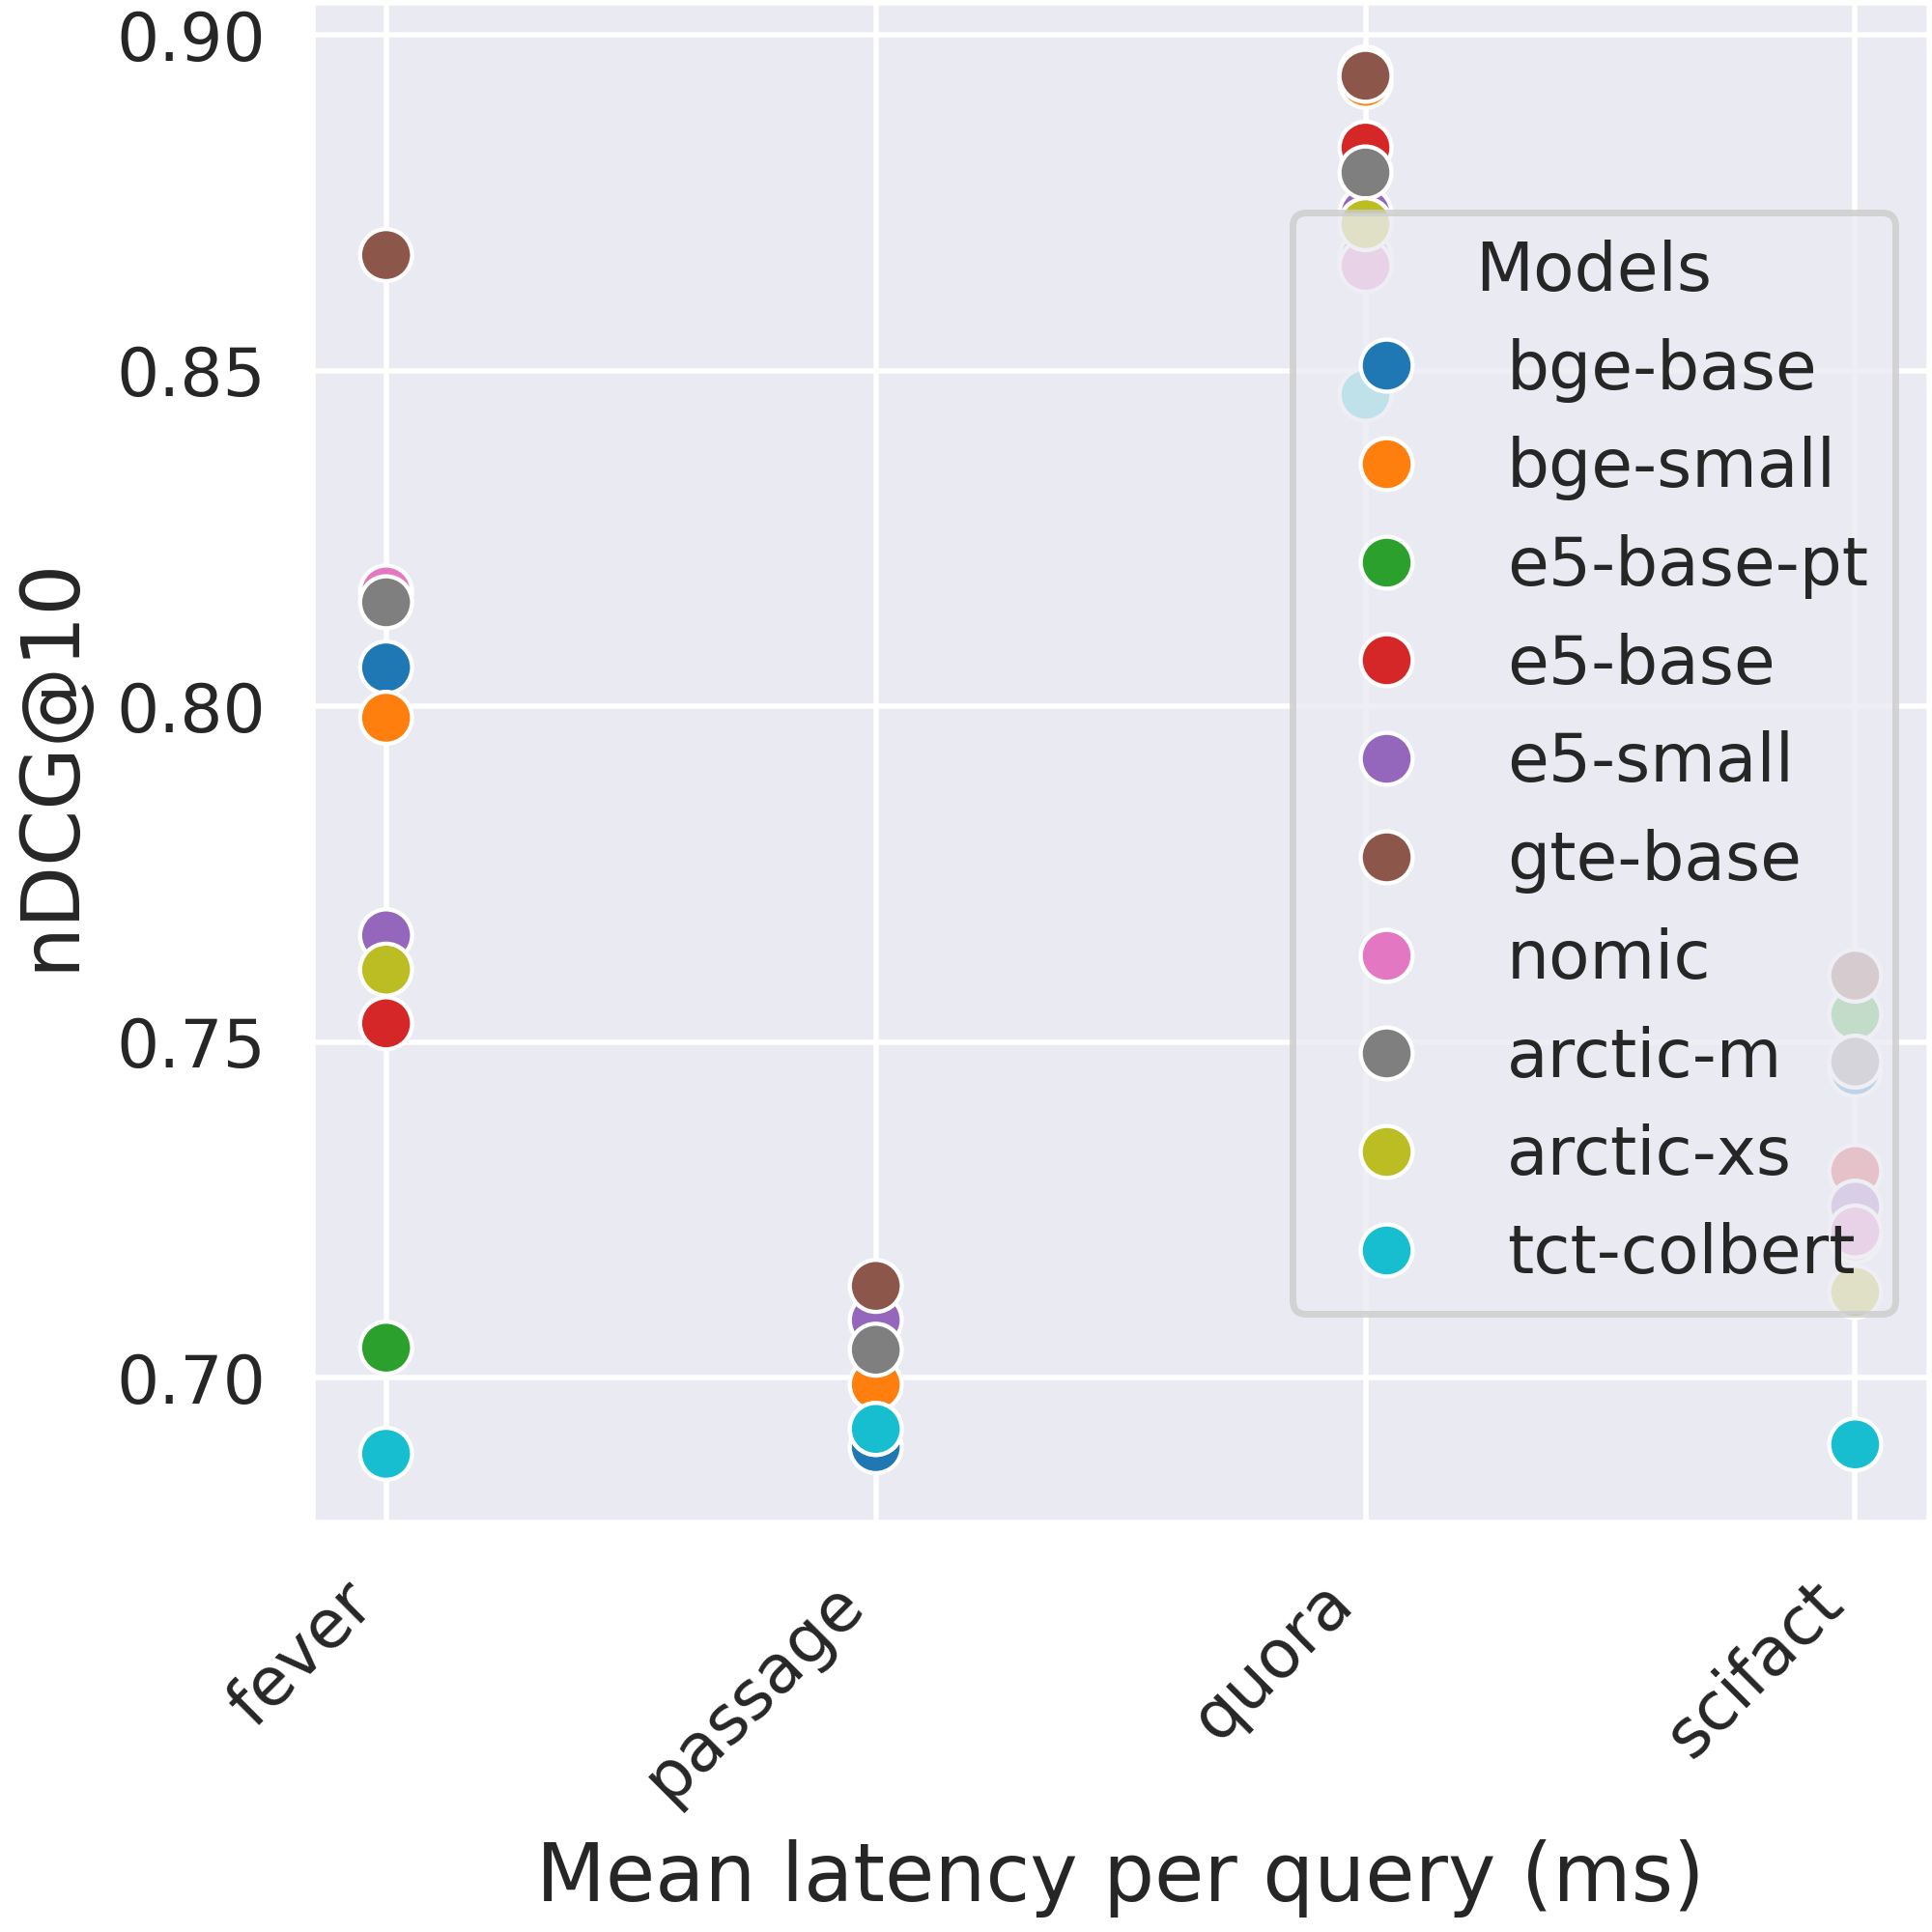 nDCG@10
0.90
0.85
0.80
0.75
0.70
Models
bge-base
bge-small
e5-base-pt
e5-base
e5-small
gte-base
nomic
arctic-m
arctic-xs
tct-colbert
fever
passage
quora
scifact
Mean latency per query (ms)